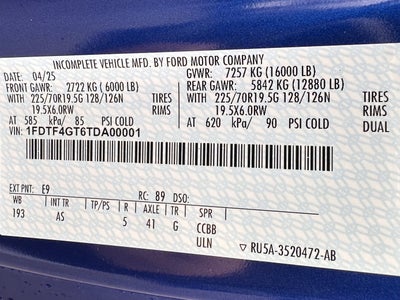 INCOMPLETE VEHICLE MFD. BY FORD MOTOR COMPANY
DATE: 04/25 GVWR: 7257 KG (16000 LB)
FRONT GAWR: 2722 KG ( 6000 LB) REAR GAWR: 5842 KG (12880 LB)
WITH 225/70R19.5G 128/126N TIRES WITH 225/70R19.5G 128/126N TIRES
19.5X6.0RW RIMS 19.5X6.0RW RIMS
AT 585 kPa/ 85 PSI COLD AT 620 kPa/ 90 PSI COLD DUAL
VIN: 1FDTF4GT6TDA00001
EXT PNT: E9 RC: 89 DSO:
WB TP/PS R AXLE TR SPR
193 AS 5 41 G CCBB
ULN ▽ RU5A-3520472-AB